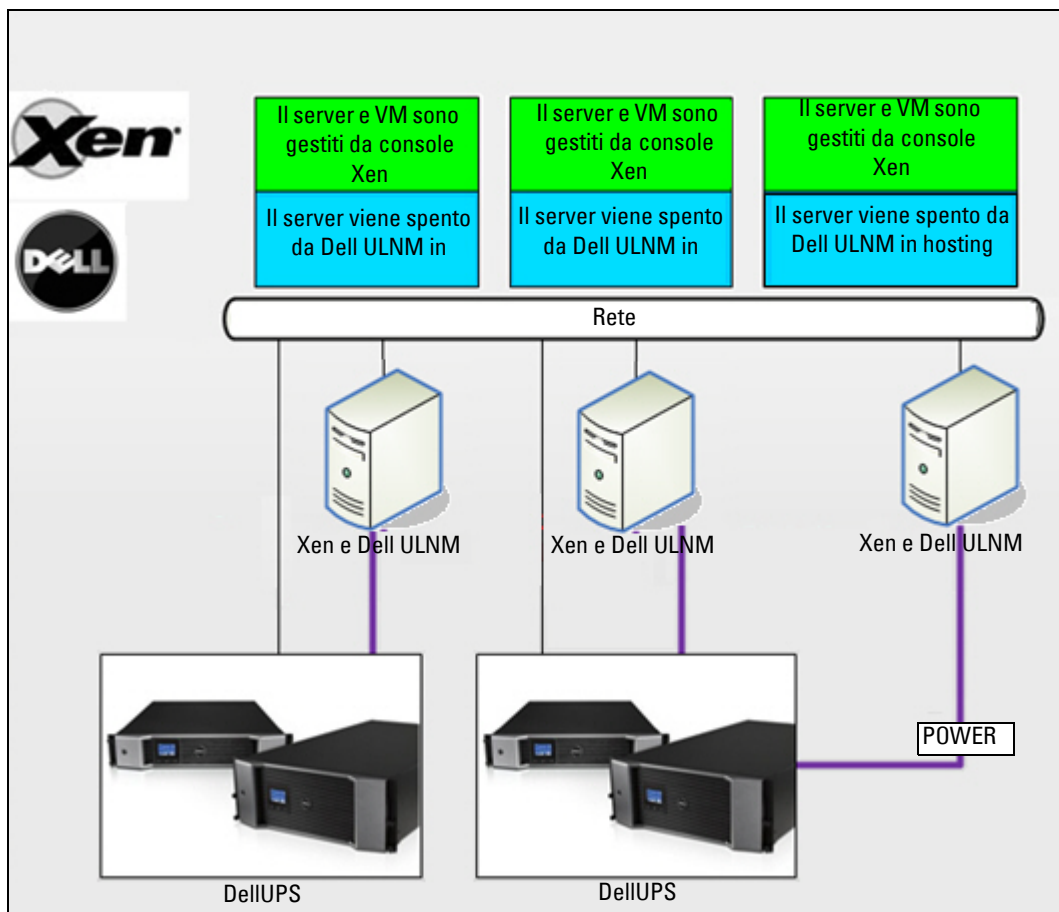 Xen
DELL
Il server e VM sono
gestiti da console
Xen
Il server e VM sono
gestiti da console
Xen
Il server e VM sono
gestiti da console
Xen
Il server viene spento
da Dell ULNM in
Il server viene spento
da Dell ULNM in
Il server viene spento da
Dell ULNM in hosting
Rete
Xen e Dell ULNM
Xen e Dell ULNM
Xen e Dell ULNM
POWER
DellUPS
DellUPS